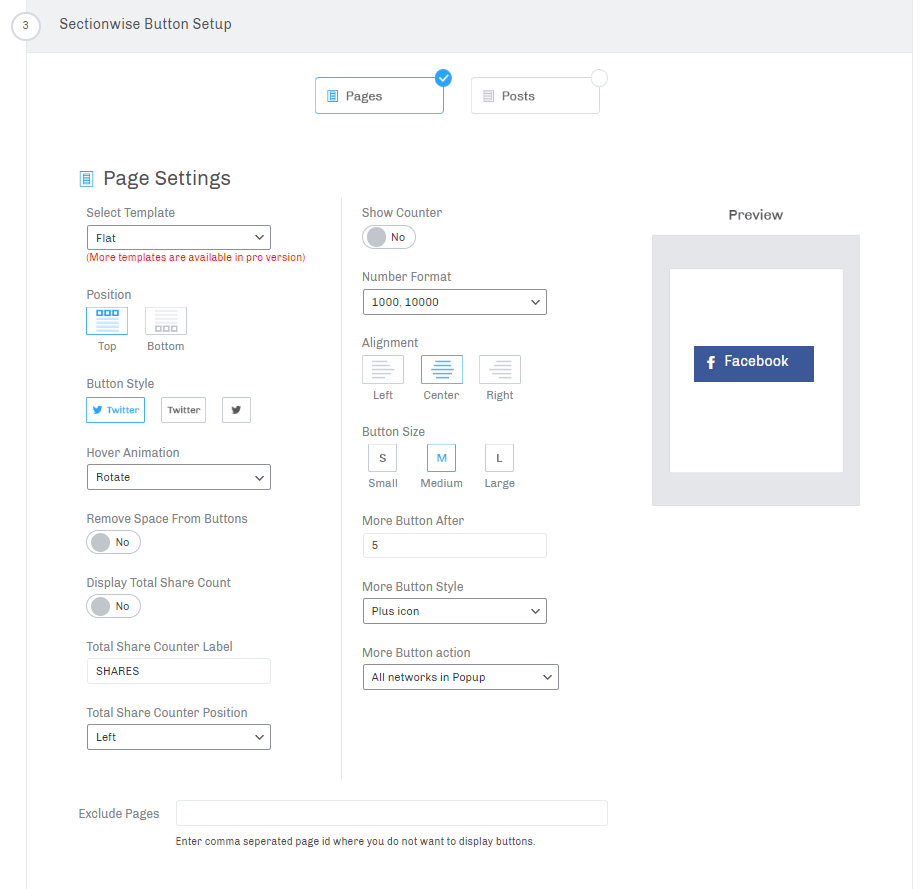 3
Sectionwise Button Setup
Pages
Posts
Page Settings
Select Template
Flat
(More templates are available in pro version)
Position
Top
Bottom
Button Style
Twitter
Twitter
Hover Animation
Rotate
Remove Space From Buttons
No
Display Total Share Count
No
Total Share Counter Label
SHARES
Total Share Counter Position
Left
Show Counter
No
Number Format
1000, 10000
Alignment
Left
Center
Right
Button Size
S
M
L
Small
Medium
Large
More Button After
5
More Button Style
Plus icon
More Button action
All networks in Popup
Preview
Facebook
Exclude Pages
Enter comma seperated page id where you do not want to display buttons.